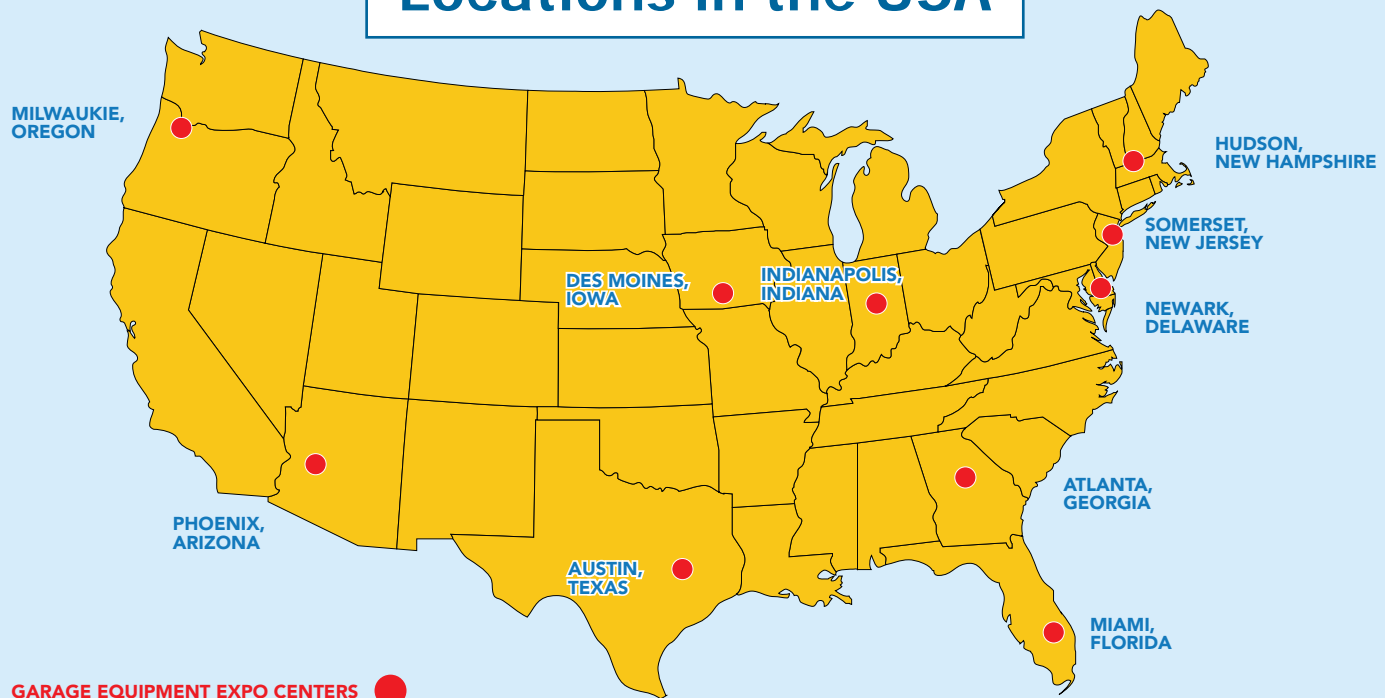 Locations in the USA
MILWAUKIE,
OREGON
HUDSON,
NEW HAMPSHIRE
SOMERSET,
NEW JERSEY
DES MOINES,
IOWA
INDIANAPOLIS,
INDIANA
NEWARK,
DELAWARE
PHOENIX,
ARIZONA
ATLANTA,
GEORGIA
AUSTIN,
TEXAS
MIAMI,
FLORIDA
GARAGE EQUIPMENT EXPO CENTERS